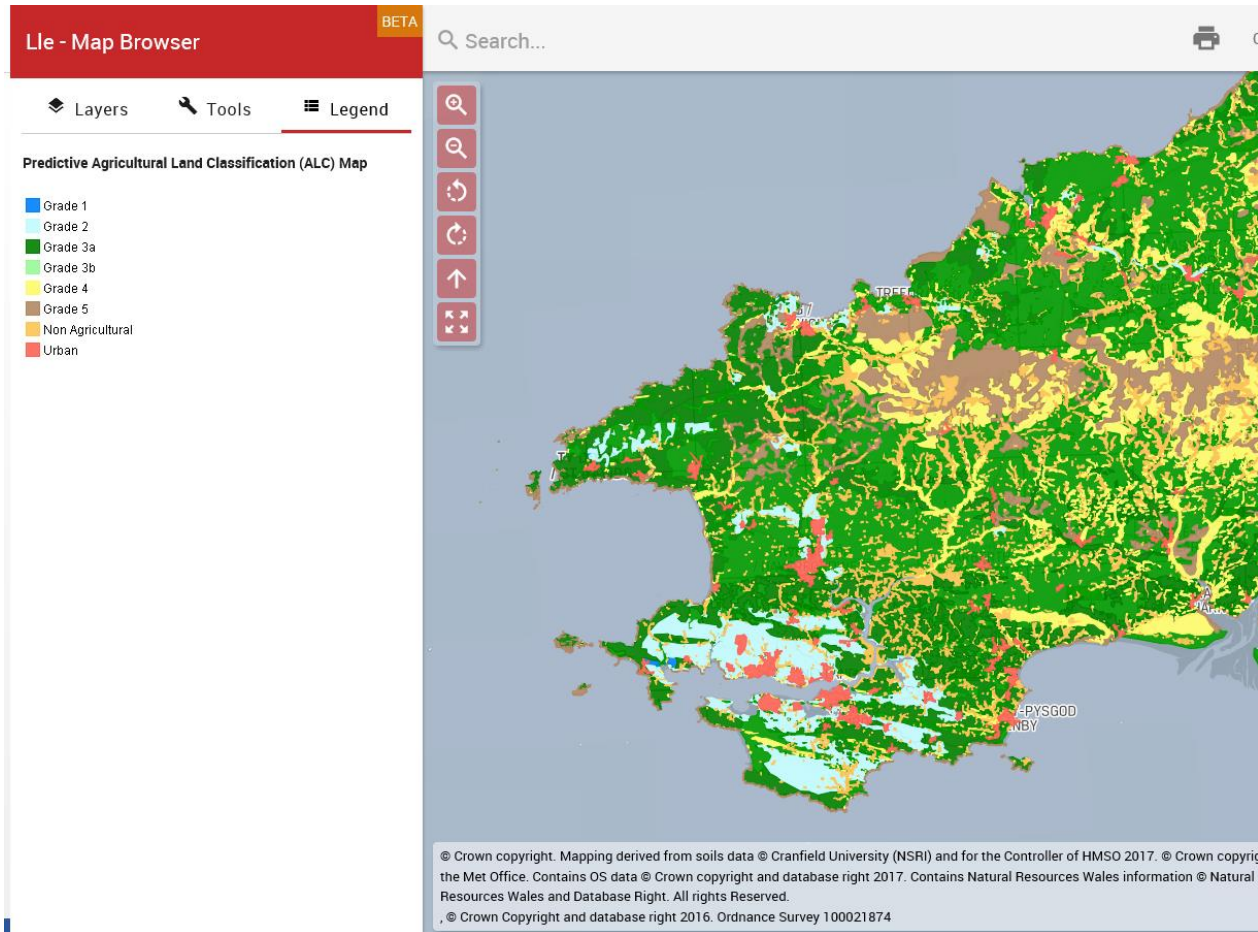 Lle - Map Browser
BETA
Search...
Layers
Tools
Legend
Predictive Agricultural Land Classification (ALC) Map
Grade 1
Grade 2
Grade 3a
Grade 3b
Grade 4
Grade 5
Non Agricultural
Urban
-PYSGOD
© Crown copyright. Mapping derived from soils data © Cranfield University (NSRI) and for the Controller of HMSO 2017. © Crown copyrig
the Met Office. Contains OS data © Crown copyright and database right 2017. Contains Natural Resources Wales information © Natural
Resources Wales and Database Right. All rights Reserved.
, © Crown Copyright and database right 2016. Ordnance Survey 100021874